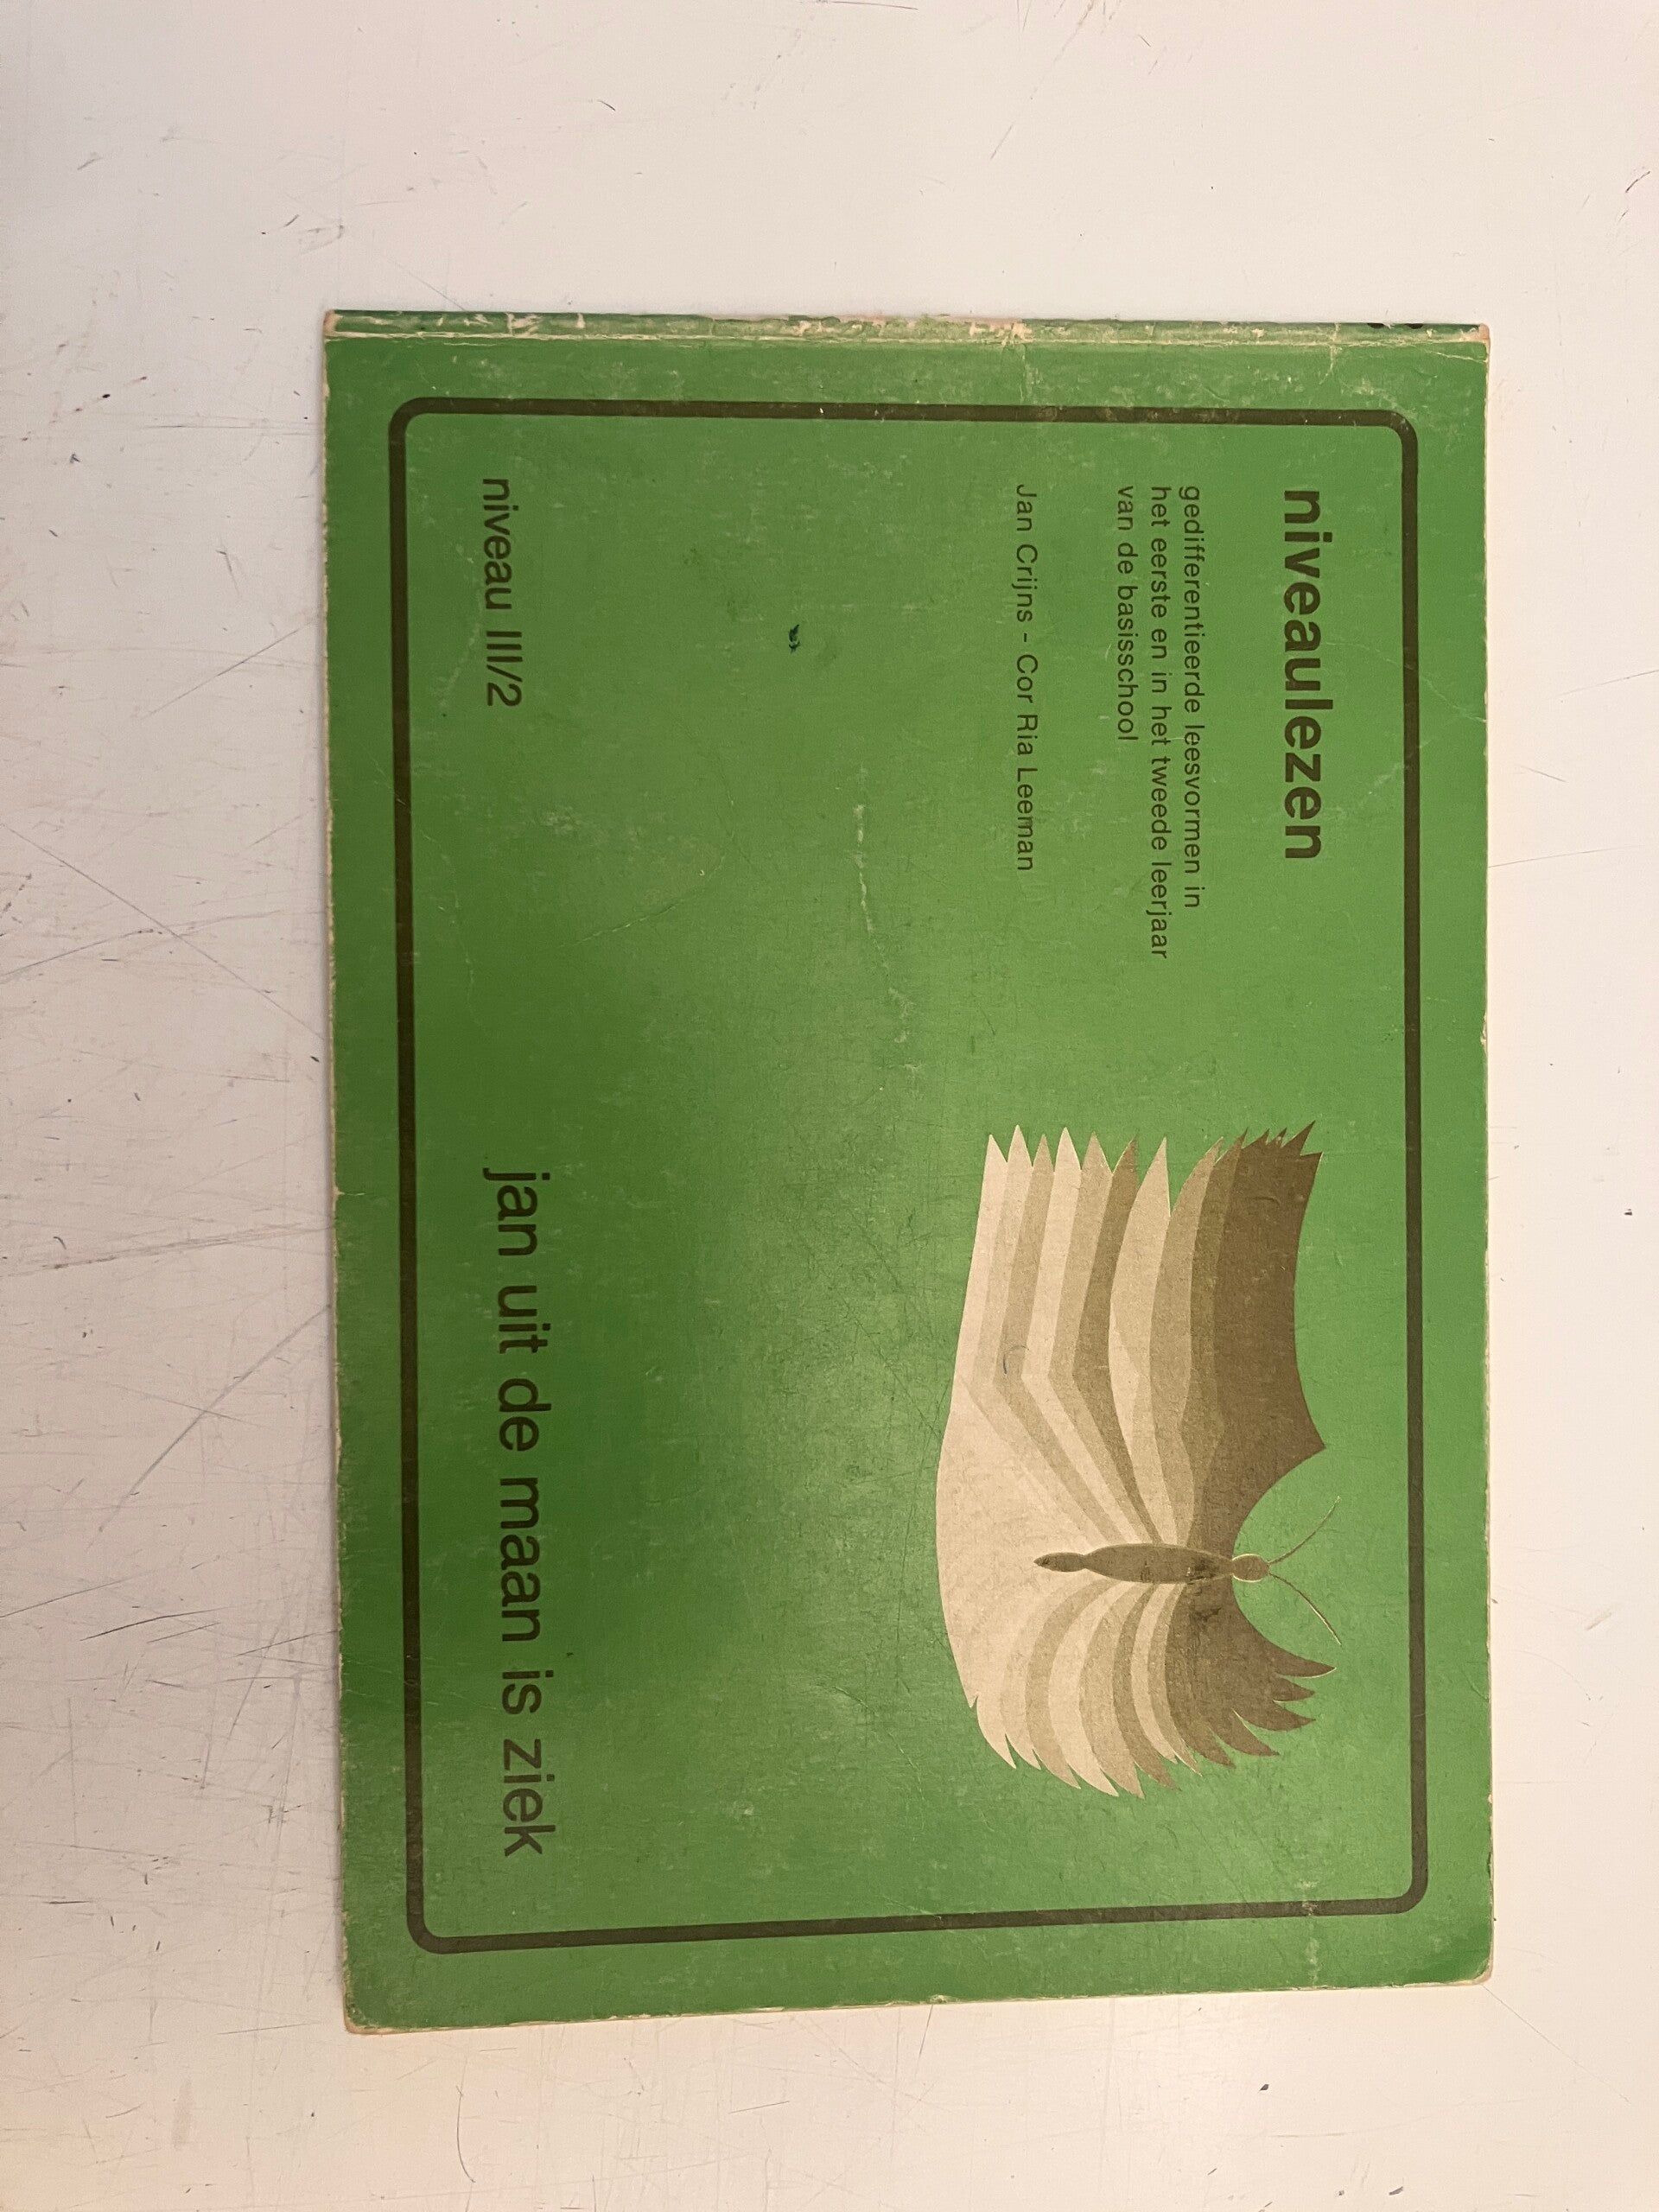 niveaulezen
gedifferentieerde leesvormen in
het eerste en in het tweede leerjaar
van de basisschool
Jan Crijns - Cor Ria Leeman
niveau III/2
jan uit de maan is ziek